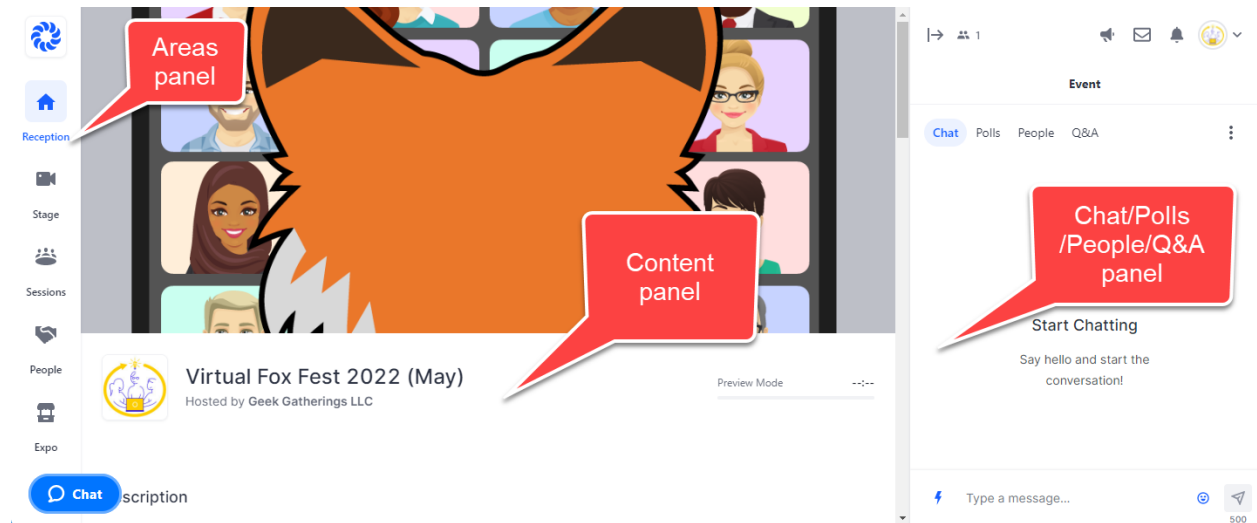 Areas
panel
1
Event
Reception
Chat Polls People Q&A
Stage
Chat/Polls
/People/Q&A
panel
Content
panel
Sessions
Start Chatting
Say hello and start the
conversation!
People
Virtual Fox Fest 2022 (May)
Hosted by Geek Gatherings LLC
Preview Mode --:--
Expo
Chat
scription
Type a message...
500